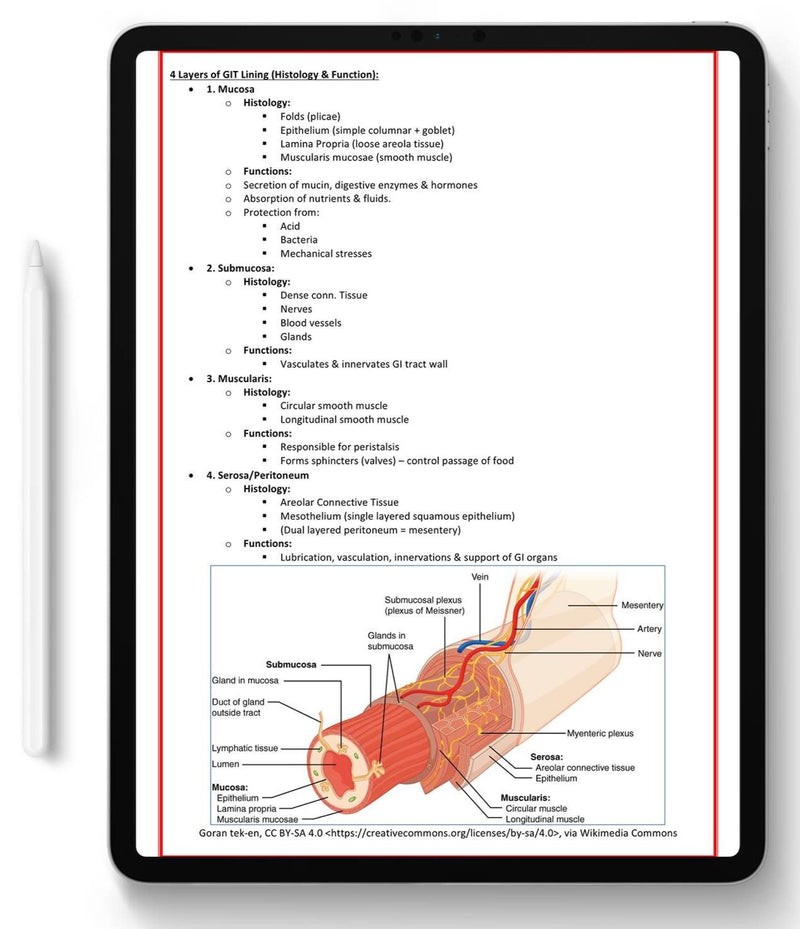 4 Layers of GIT Lining (Histology & Function):
• 1. Mucosa
o Histology:
▪ Folds (plicae)
▪ Epithelium (simple columnar + goblet)
▪ Lamina Propria (loose areola tissue)
▪ Muscularis mucosae (smooth muscle)
o Functions:
o Secretion of mucin, digestive enzymes & hormones
o Absorption of nutrients & fluids.
o Protection from:
▪ Acid
▪ Bacteria
▪ Mechanical stresses
• 2. Submucosa:
o Histology:
▪ Dense conn. Tissue
▪ Nerves
▪ Blood vessels
▪ Glands
o Functions:
▪ Vasculates & innervates GI tract wall
• 3. Muscularis:
o Histology:
▪ Circular smooth muscle
▪ Longitudinal smooth muscle
o Functions:
▪ Responsible for peristalsis
▪ Forms sphincters (valves) – control passage of food
• 4. Serosa/Peritoneum
o Histology:
▪ Areolar Connective Tissue
▪ Mesothelium (single layered squamous epithelium)
▪ (Dual layered peritoneum = mesentery)
o Functions:
▪ Lubrication, vasculation, innervations & support of GI organs
Vein
Submucosal plexus
(plexus of Meissner)
Mesentery
Artery
Nerve
Glands in
submucosa
Submucosa
Gland in mucosa
Duct of gland
outside tract
Lymphatic tissue
Lumen
Mucosa:
Epithelium
Lamina propria
Muscularis mucosae
Myenteric plexus
Serosa:
Areolar connective tissue
Epithelium
Muscularis:
Circular muscle
Longitudinal muscle
Goran tek-en, CC BY-SA 4.0 <https://creativecommons.org/licenses/by-sa/4.0>, via Wikimedia Commons